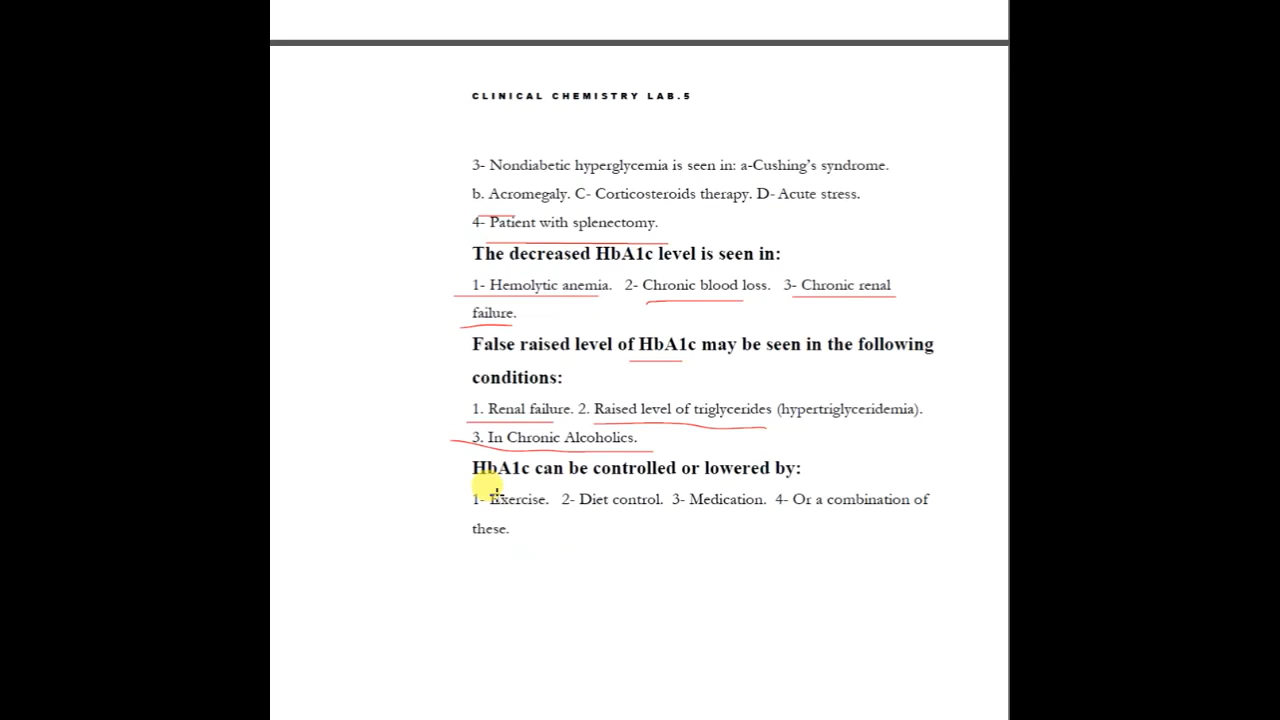 CLINICAL CHEMISTRY LAB.5
3- Nondiabetic hyperglycemia is seen in: a-Cushing's syndrome.
b. Acromegaly. C- Corticosteroids therapy. D- Acute stress.
4- Patient with splenectomy.
The decreased HbA1c level is seen in:
1- Hemolytic anemia. 2- Chronic blood loss. 3- Chronic renal
failure.
False raised level of HbA1c may be seen in the following
conditions:
1. Renal failure. 2. Raised level of triglycerides (hypertriglyceridemia).
3. In Chronic Alcoholics.
HbA1c can be controlled or lowered by:
1- Exercise. 2- Diet control. 3- Medication. 4- Or a combination of
these.